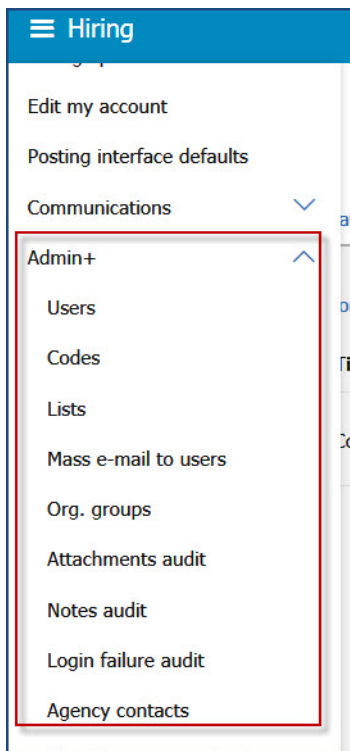 Hiring
Edit my account
Posting interface defaults
Communications
Admin+
Users
Codes
Lists
Mass e-mail to users
Org. groups
Attachments audit
Notes audit
Login failure audit
Agency contacts